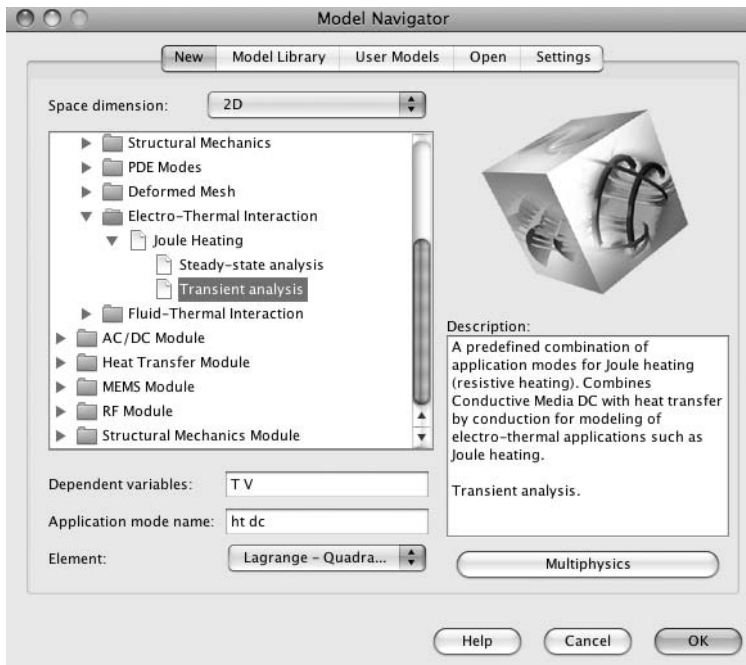 Model Navigator
New Model Library User Models Open Settings
Space dimension: 2D
Structural Mechanics
PDE Modes
Deformed Mesh
Electro-Thermal Interaction
Joule Heating
Steady-state analysis
Transient analysis
Fluid-Thermal Interaction
AC/DC Module
Heat Transfer Module
MEMS Module
RF Module
Structural Mechanics Module
Description:
A predefined combination of
application modes for Joule heating
(resistive heating). Combines
Conductive Media DC with heat transfer
by conduction for modeling of
electro-thermal applications such as
Joule heating.
Transient analysis.
Dependent variables: T V
Application mode name: ht dc
Element: Lagrange - Quadra...
Multiphysics
Help Cancel OK